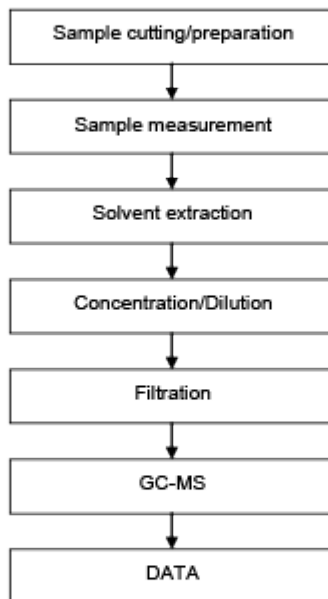 Sample cutting/preparation
Sample measurement
Solvent extraction
Concentration/Dilution
Filtration
GC-MS
DATA